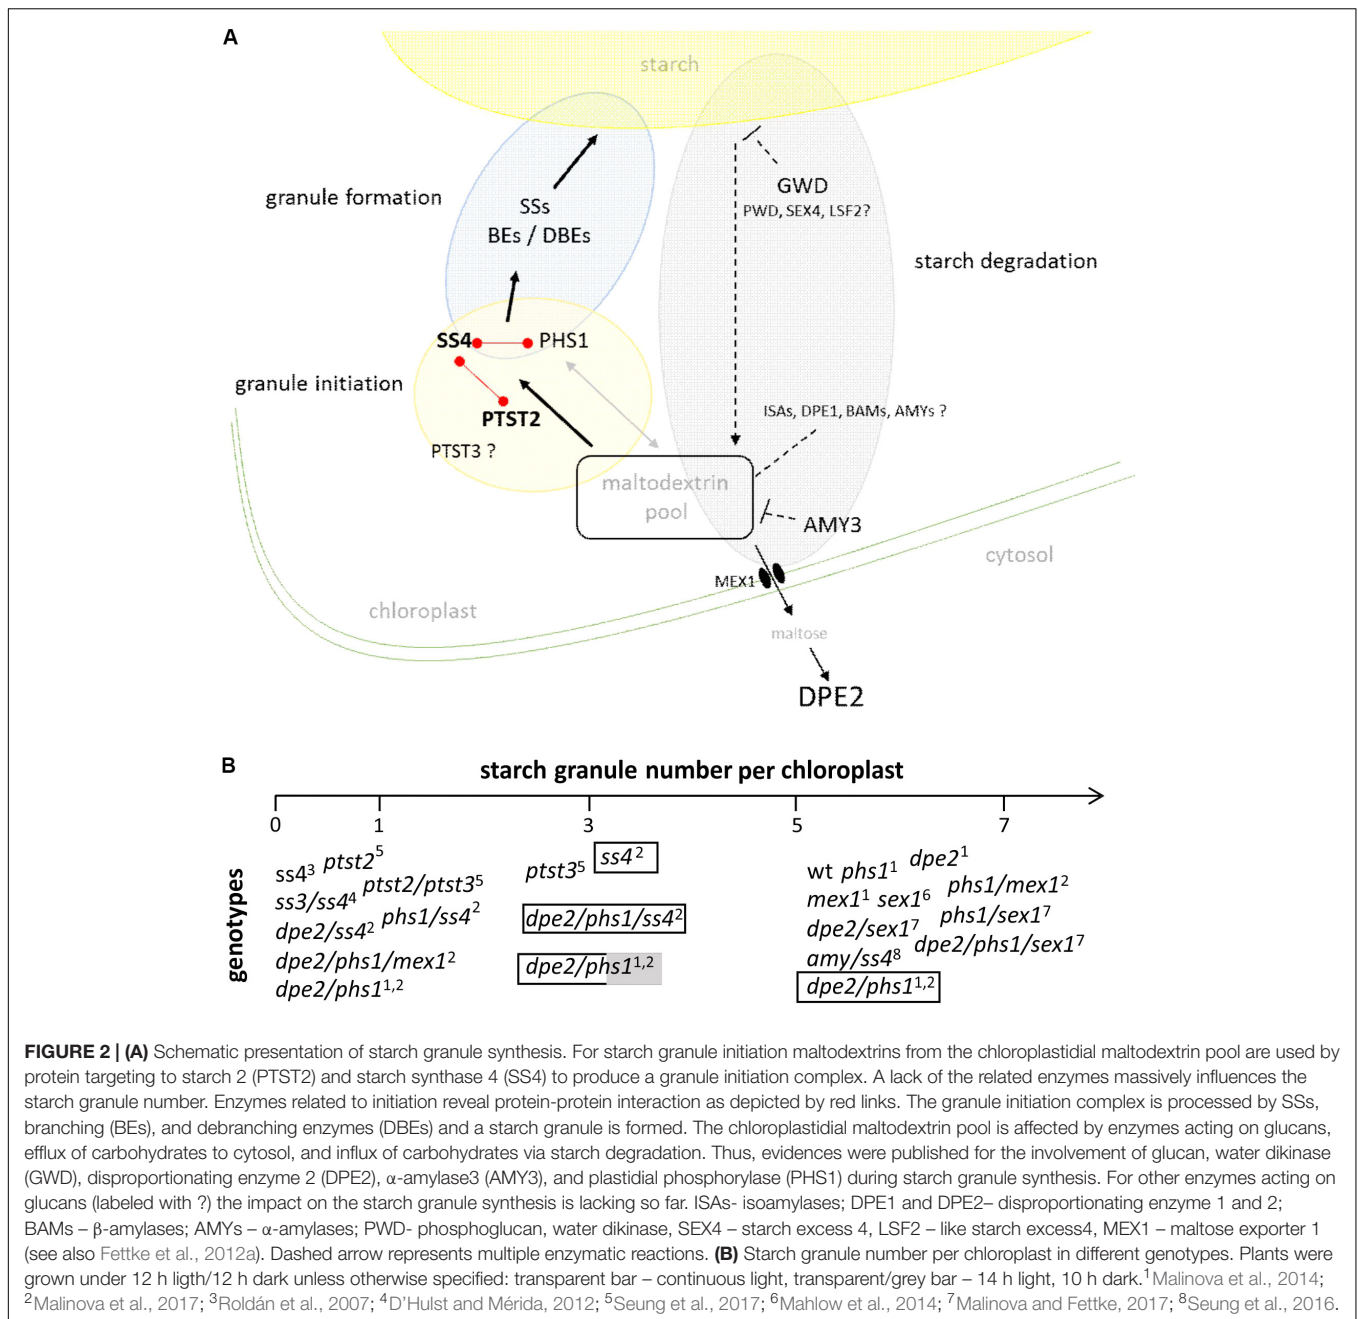 A
starch
granule formation
SSs
BEs / DBEs
GWD
PWD, SEX4, LSF2?
starch degradation
SS4
PHS1
granule initiation
PTST2
PTST3 ?
ISAs, DPE1, BAMs, AMYs ?
maltodextrin
pool
AMY3
cytosol
MEX1
chloroplast
maltose
DPE2
B
starch granule number per chloroplast
0 1 3 5 7
genotypes
ss4³ ptst2⁵
ss3/ss4⁴ ptst2/ptst3⁵
dpe2/ss4² phs1/ss4²
dpe2/phs1/mex1²
dpe2/phs1¹,²
ptst3⁵ ss4²
dpe2/phs1/ss4²
dpe2/phs1¹,²
wt phs1¹ dpe2¹
mex1¹ sex1⁶ phs1/mex1²
dpe2/sex1⁷ phs1/sex1⁷
amy/ss4⁸ dpe2/phs1/sex1⁷
dpe2/phs1¹,²
FIGURE 2 | (A) Schematic presentation of starch granule synthesis. For starch granule initiation maltodextrins from the chloroplastidial maltodextrin pool are used by
protein targeting to starch 2 (PTST2) and starch synthase 4 (SS4) to produce a granule initiation complex. A lack of the related enzymes massively influences the
starch granule number. Enzymes related to initiation reveal protein-protein interaction as depicted by red links. The granule initiation complex is processed by SSs,
branching (BEs), and debranching enzymes (DBEs) and a starch granule is formed. The chloroplastidial maltodextrin pool is affected by enzymes acting on glucans,
efflux of carbohydrates to cytosol, and influx of carbohydrates via starch degradation. Thus, evidences were published for the involvement of glucan, water dikinase
(GWD), disproportionating enzyme 2 (DPE2), α-amylase3 (AMY3), and plastidial phosphorylase (PHS1) during starch granule synthesis. For other enzymes acting on
glucans (labeled with ?) the impact on the starch granule synthesis is lacking so far. ISAs- isoamylases; DPE1 and DPE2– disproportionating enzyme 1 and 2;
BAMs – β-amylases; AMYs – α-amylases; PWD- phosphoglucan, water dikinase, SEX4 – starch excess 4, LSF2 – like starch excess4, MEX1 – maltose exporter 1
(see also Fettke et al., 2012a). Dashed arrow represents multiple enzymatic reactions. (B) Starch granule number per chloroplast in different genotypes. Plants were
grown under 12 h ligth/12 h dark unless otherwise specified: transparent bar – continuous light, transparent/grey bar – 14 h light, 10 h dark.¹Malinova et al., 2014;
²Malinova et al., 2017; ³Roldán et al., 2007; ⁴D'Hulst and Mérida, 2012; ⁵Seung et al., 2017; ⁶Mahlow et al., 2014; ⁷Malinova and Fettke, 2017; ⁸Seung et al., 2016.